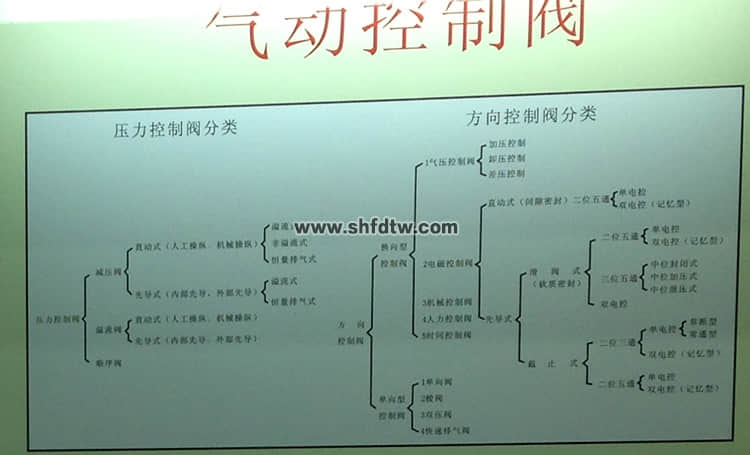 气动控制阀
压力控制阀分类
方向控制阀分类
www.shfdtw.com
压力控制阀
减压阀
直动式（人工操纵、机械操纵）
溢流式
非溢流式
恒量排气式
先导式（内部先导、外部先导）
溢流式
恒量排气式
溢流阀
直动式（人工操纵、机械操纵）
先导式（内部先导、外部先导）
顺序阀
方向
控制阀
换向型
控制阀
1气压控制阀
加压控制
卸压控制
差压控制
2电磁控制阀
直动式（间隙密封）二位五通
单电控
双电控（记忆型）
先导式
滑阀式
（软质密封）
二位五通
单电控
双电控（记忆型）
三位五通
中位封闭式
中位加压式
中位泄压式
双电控
截止式
二位三通
单电控
常断型
常通型
双电控（记忆型）
二位五通
单电控
双电控（记忆型）
3机械控制阀
4人力控制阀
5时间控制阀
单向型
控制阀
1单向阀
2梭阀
3双压阀
4快速排气阀